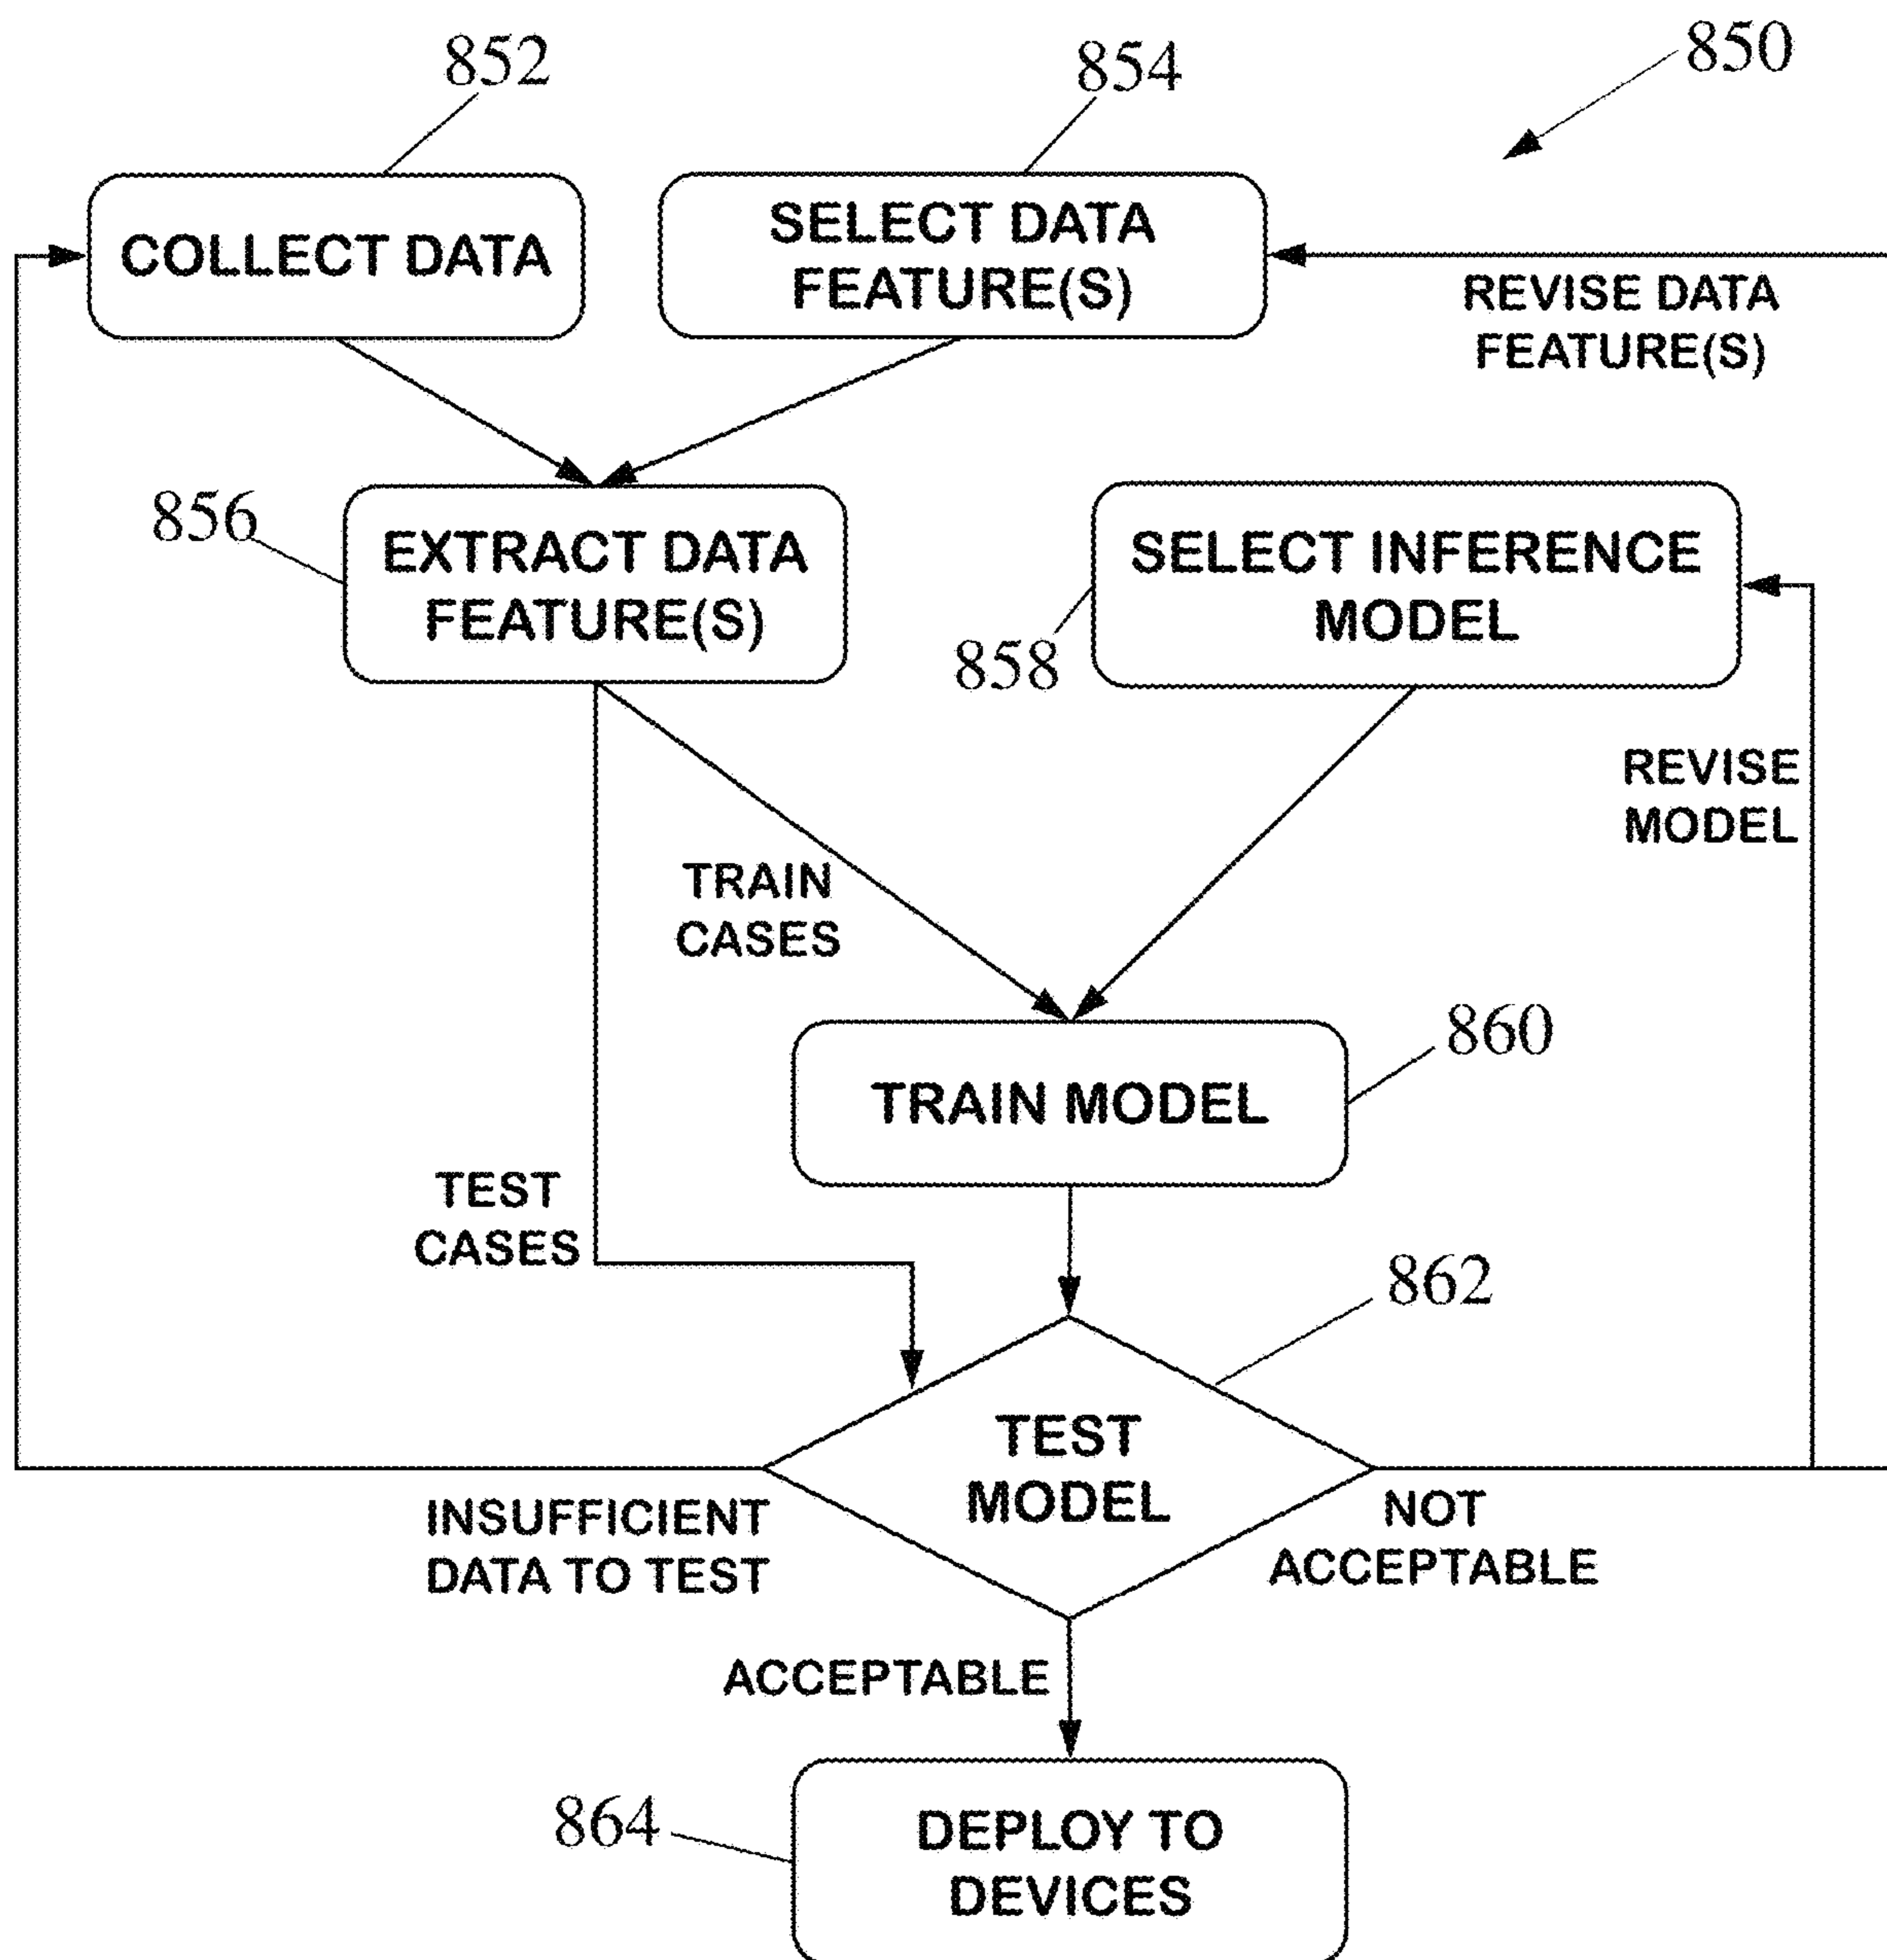 852
854
850
COLLECT DATA
SELECT DATA
FEATURE(S)
REVISE DATA
FEATURE(S)
856
EXTRACT DATA
FEATURE(S)
858
SELECT INFERENCE
MODEL
REVISE
MODEL
TRAIN
CASES
860
TRAIN MODEL
TEST
CASES
862
TEST
MODEL
INSUFFICIENT
DATA TO TEST
NOT
ACCEPTABLE
ACCEPTABLE
864
DEPLOY TO
DEVICES